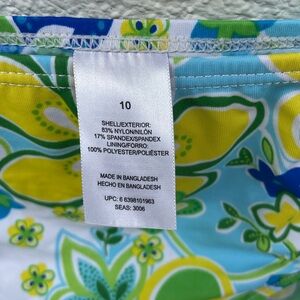 10
SHELL/EXTERIOR:
83% NYLON/NILÓN
17% SPANDEX/SPANDEX
LINING/FORRO:
100% POLYESTER/POLIÉSTER
MADE IN BANGLADESH
HECHO EN BANGLADESH
UPC: 6 8398101963
SEAS: 3006